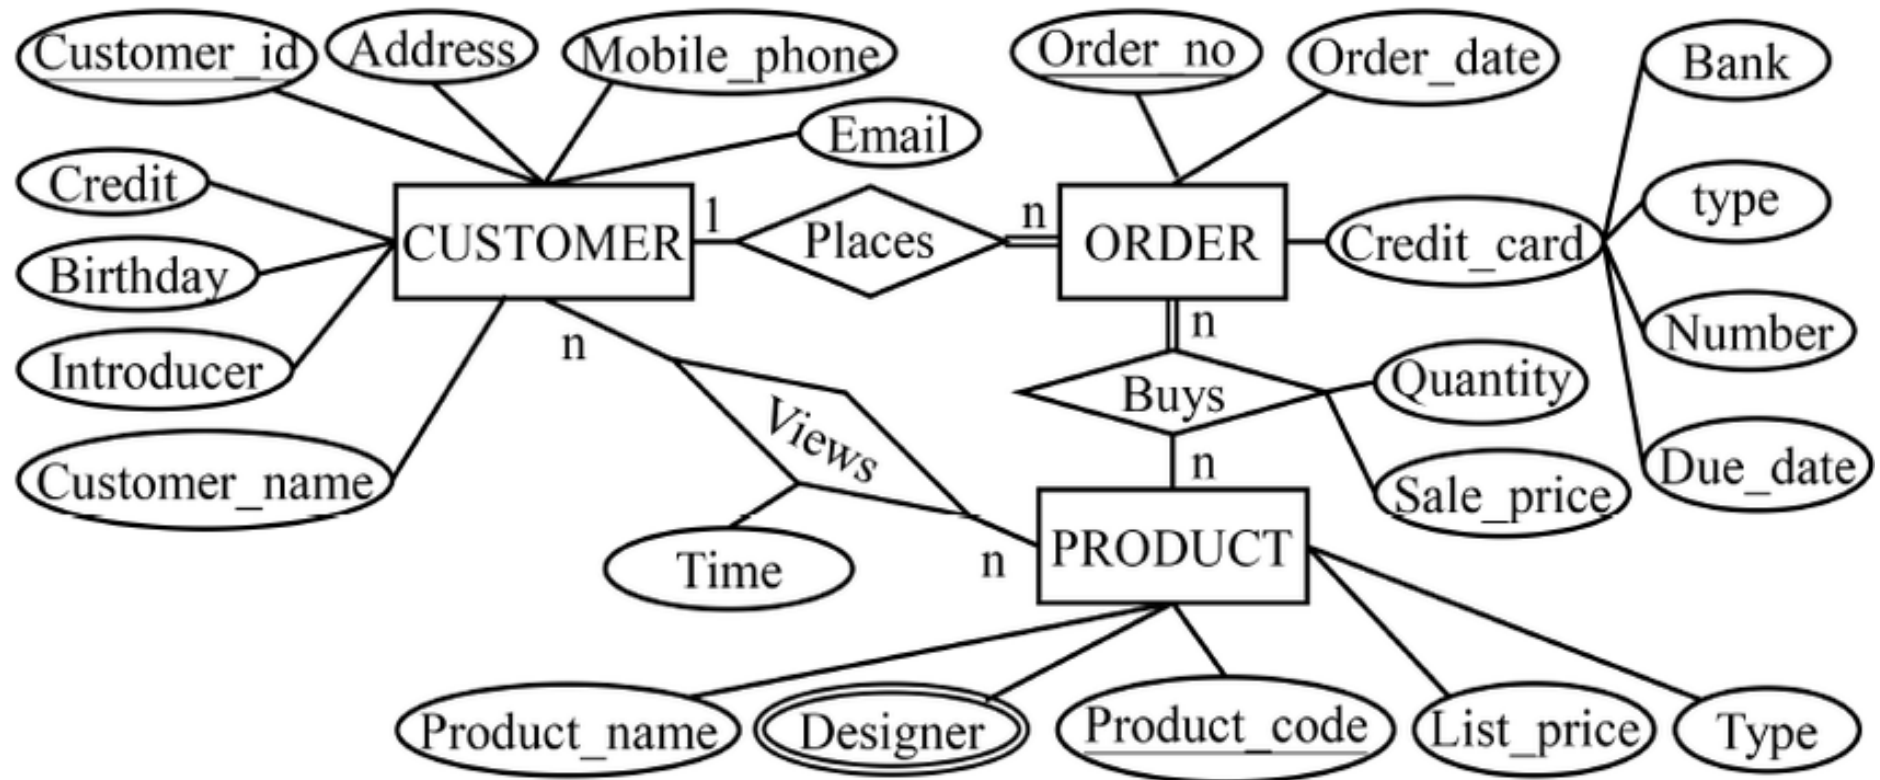 Customer_id
Address
Mobile_phone
Order_no
Order_date
Bank
Email
Credit
type
1
n
CUSTOMER
Places
ORDER
Credit_card
Birthday
n
Number
n
Introducer
Quantity
Buys
Views
n
Due_date
Customer_name
Sale_price
Time
n
PRODUCT
Product_name
Designer
Product_code
List_price
Type